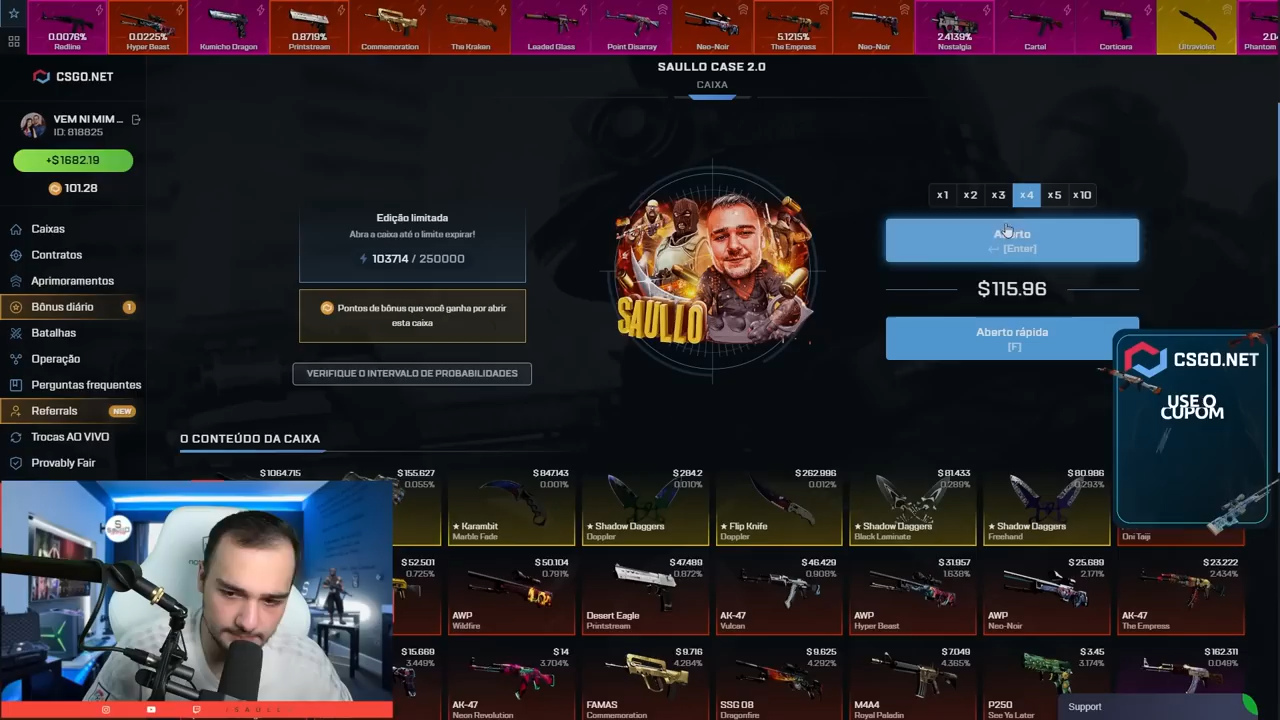 0.0076%
Redline
0.0225%
Hyper Beast
Kumicho Dragon
0.8719%
Printstream
Commemoration
The Kraken
Leaded Glass
Point Disarray
Neo-Noir
5.1215%
The Empress
Neo-Noir
2.4139%
Nostalgia
Cartel
Corticera
Ultraviolet
Phantom
CSGO.NET
SAULLO CASE 2.0
CAIXA
VEM NI MIM ...
ID: 818825
+$1682.19
101.28
Caixas
Contratos
Aprimoramentos
Bônus diário 1
Batalhas
Operação
Perguntas frequentes
Referrals NEW
Trocas AO VIVO
Provably Fair
Edição limitada
Abra a caixa até o limite expirar!
103714 / 250000
Pontos de bônus que você ganha por abrir
esta caixa
VERIFIQUE O INTERVALO DE PROBABILIDADES
SAULLO
x1 x2 x3 x4 x5 x10
Aberto
[Enter]
$115.96
Aberto rápida
[F]
CSGO.NET
USE O
CUPOM
O CONTEÚDO DA CAIXA
$1064.715
$155.627
0.055%
$847.143
0.001%
★ Karambit
Marble Fade
$284.2
0.010%
★ Shadow Daggers
Doppler
$262.996
0.012%
★ Flip Knife
Doppler
$81.433
0.289%
★ Shadow Daggers
Black Laminate
$80.986
0.293%
★ Shadow Daggers
Freehand
Oni Taiji
$52.501
0.725%
$50.104
0.791%
AWP
Wildfire
$47.489
0.872%
Desert Eagle
Printstream
$46.429
0.908%
AK-47
Vulcan
$31.957
1.638%
AWP
Hyper Beast
$25.689
2.171%
AWP
Neo-Noir
$23.222
2.434%
AK-47
The Empress
$15.669
3.449%
$14
3.704%
AK-47
Neon Revolution
$9.716
4.284%
FAMAS
Commemoration
$9.625
4.292%
SSG 08
Dragonfire
$7.049
4.365%
M4A4
Royal Paladin
$3.45
3.174%
P250
See Ya Later
$162.311
0.049%
Support